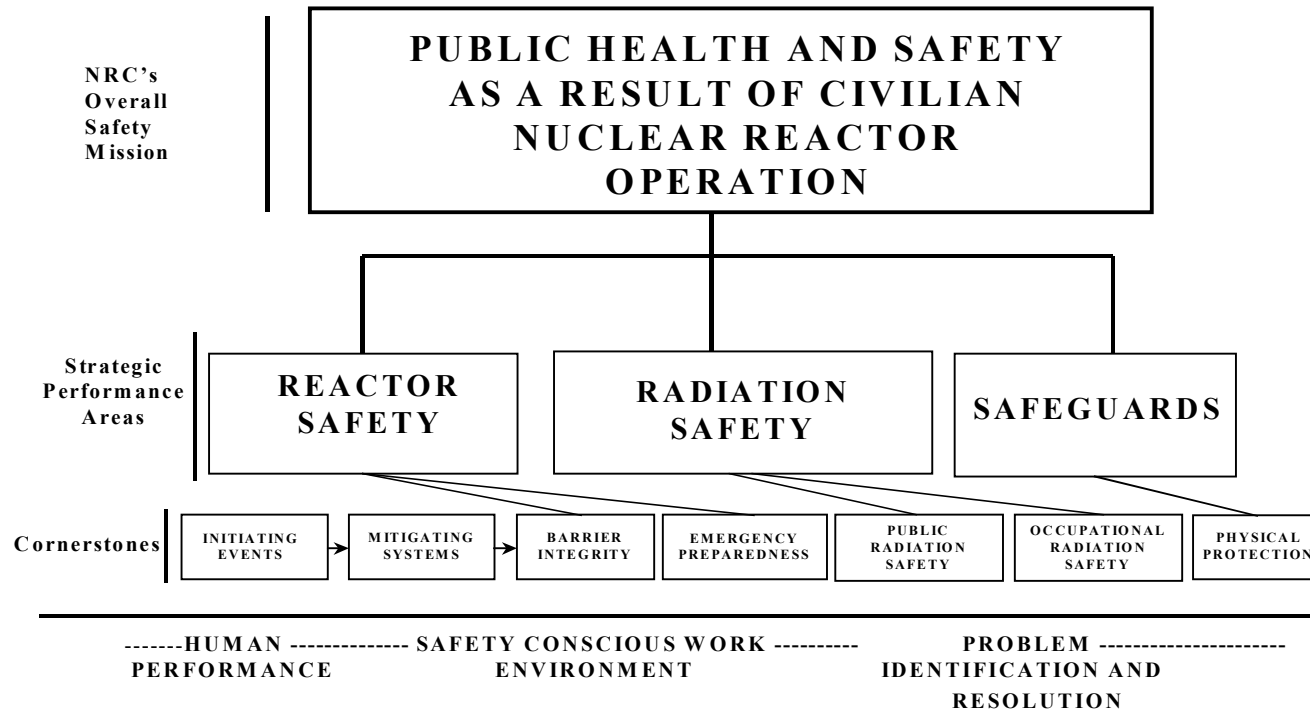 NRC's
Overall
Safety
Mission
PUBLIC HEALTH AND SAFETY
AS A RESULT OF CIVILIAN
NUCLEAR REACTOR
OPERATION
Strategic
Performance
Areas
REACTOR
SAFETY
RADIATION
SAFETY
SAFEGUARDS
Cornerstones
INITIATING
EVENTS
MITIGATING
SYSTEMS
BARRIER
INTEGRITY
EMERGENCY
PREPAREDNESS
PUBLIC
RADIATION
SAFETY
OCCUPATIONAL
RADIATION
SAFETY
PHYSICAL
PROTECTION
-------HUMAN -------------- SAFETY CONSCIOUS WORK ---------- PROBLEM ----------------------
PERFORMANCE ENVIRONMENT IDENTIFICATION AND
RESOLUTION